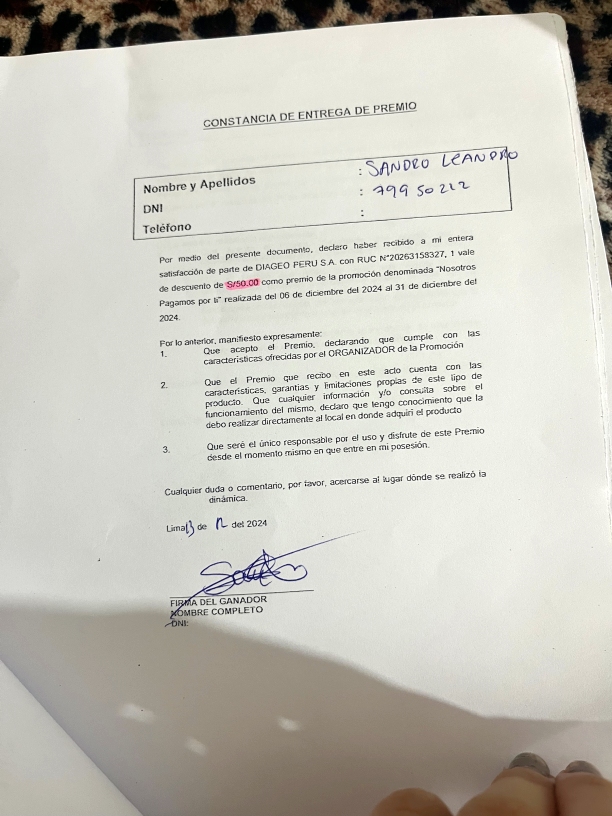 CONSTANCIA DE ENTREGA DE PREMIO
Nombre y Apellidos : SANDRO LEANDRO
DNI : 79950212
Teléfono :
Por medio del presente documento, declaro haber recibido a mi entera
satisfacción de parte de DIAGEO PERU S.A. con RUC N°20263158327, 1 vale
de descuento de S/50.00 como premio de la promoción denominada "Nosotros
Pagamos por ti" realizada del 06 de diciembre del 2024 al 31 de diciembre del
2024.
Por lo anterior, manifiesto expresamente:
1. Que acepto el Premio, declarando que cumple con las
características ofrecidas por el ORGANIZADOR de la Promoción
2. Que el Premio que recibo en este acto cuenta con las
características, garantías y limitaciones propias de este tipo de
producto. Que cualquier información y/o consulta sobre el
funcionamiento del mismo, declaro que tengo conocimiento que la
debo realizar directamente al local en donde adquirí el producto
3. Que seré el único responsable por el uso y disfrute de este Premio
desde el momento mismo en que entre en mi posesión.
Cualquier duda o comentario, por favor, acercarse al lugar dónde se realizó la
dinámica.
Lima 13 de 12 del 2024
FIRMA DEL GANADOR
NOMBRE COMPLETO
DNI: